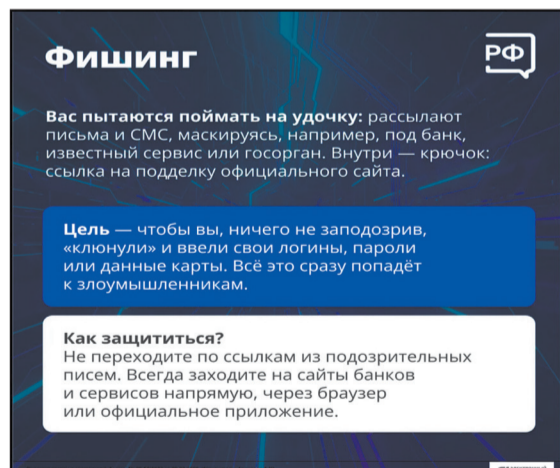 Фишинг
РФ
Вас пытаются поймать на удочку: рассылают
письма и СМС, маскируясь, например, под банк,
известный сервис или госорган. Внутри — крючок:
ссылка на подделку официального сайта.
Цель — чтобы вы, ничего не заподозрив,
«клюнули» и ввели свои логины, пароли
или данные карты. Всё это сразу попадёт
к злоумышленникам.
Как защититься?
Не переходите по ссылкам из подозрительных
писем. Всегда заходите на сайты банков
и сервисов напрямую, через браузер
или официальное приложение.